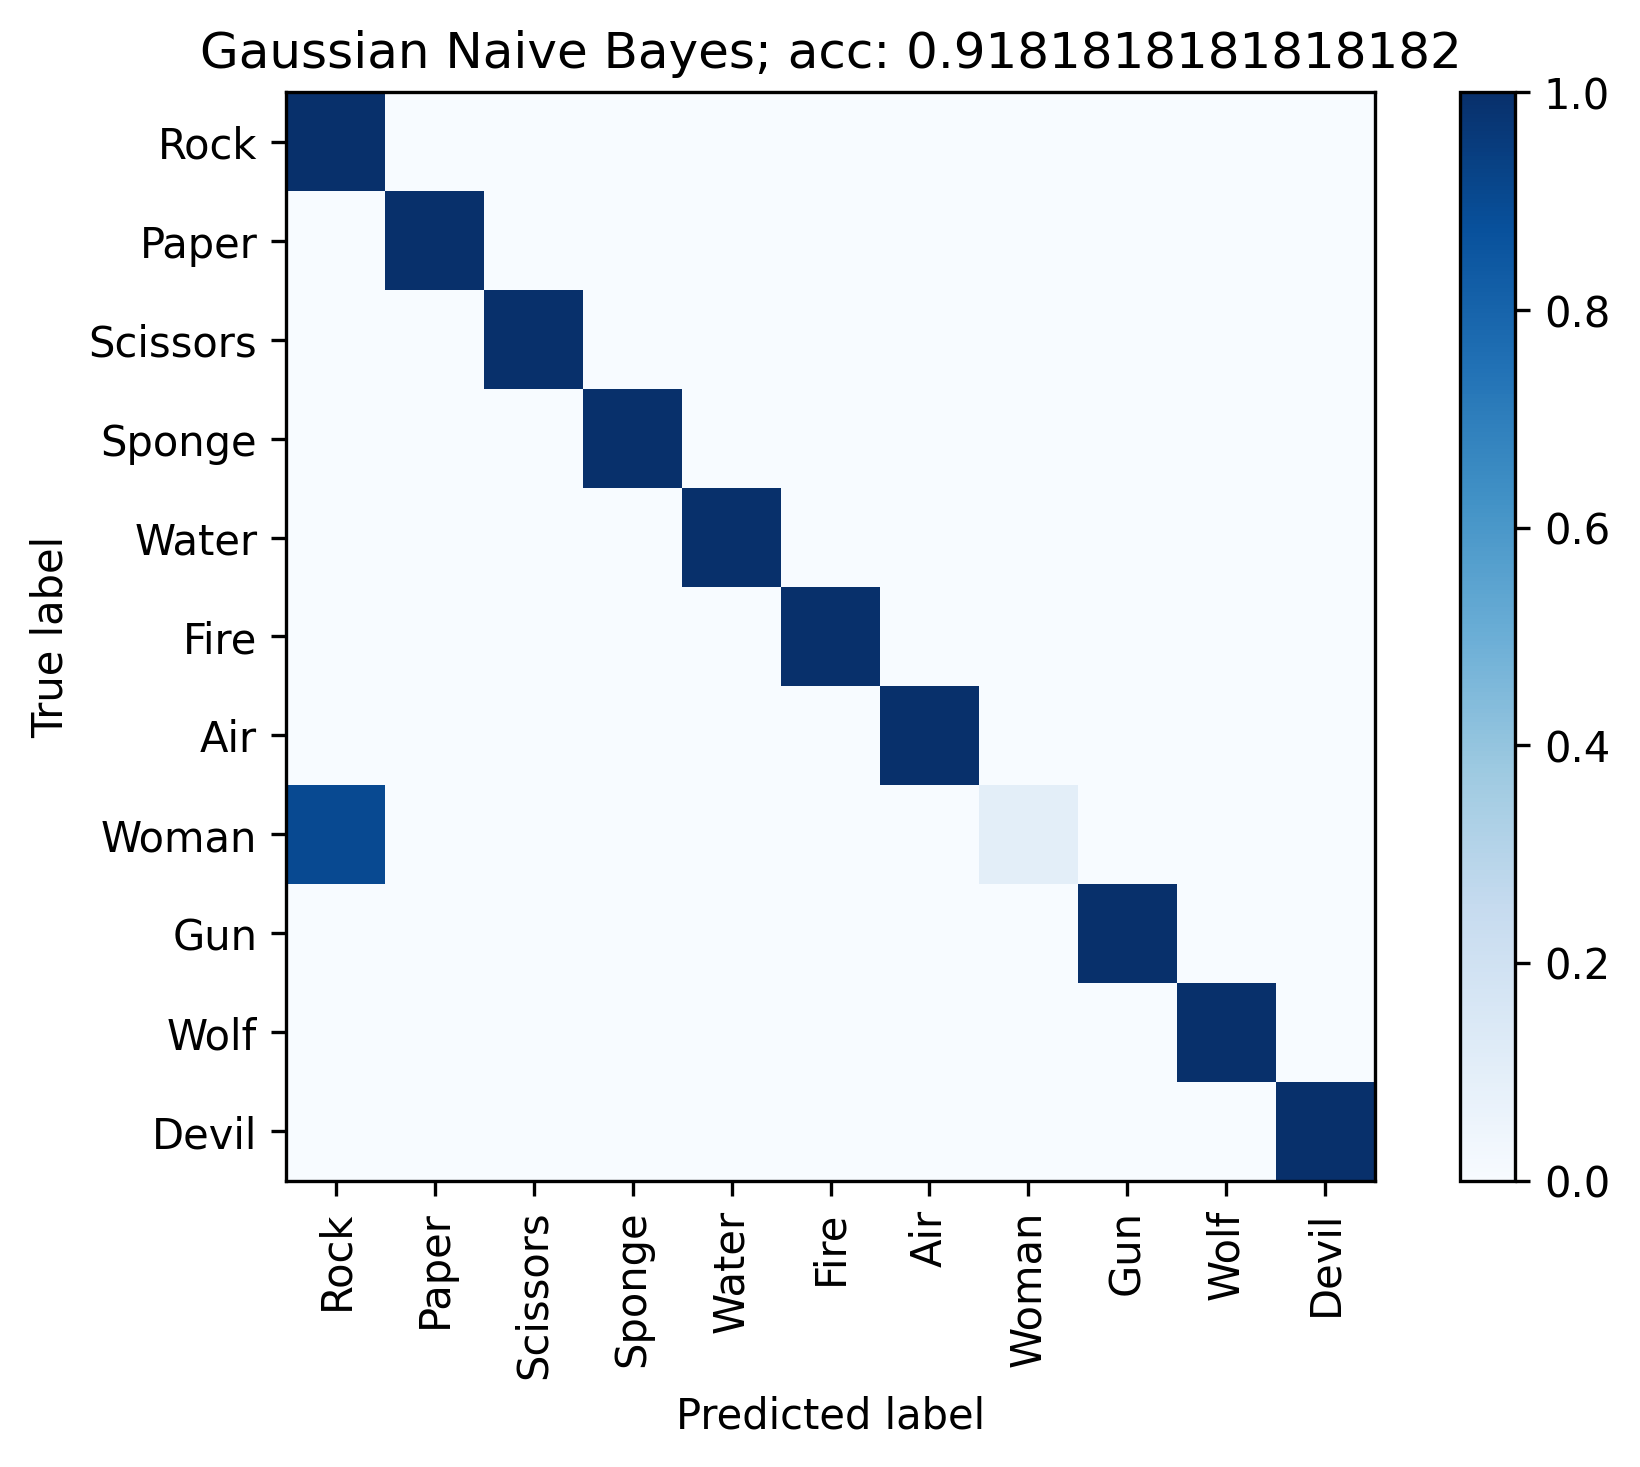 Gaussian Naive Bayes; acc: 0.9181818181818182
Rock
Paper
Scissors
Sponge
Water
Fire
Air
Woman
Gun
Wolf
Devil
True label
Rock
Paper
Scissors
Sponge
Water
Fire
Air
Woman
Gun
Wolf
Devil
Predicted label
1.0
0.8
0.6
0.4
0.2
0.0